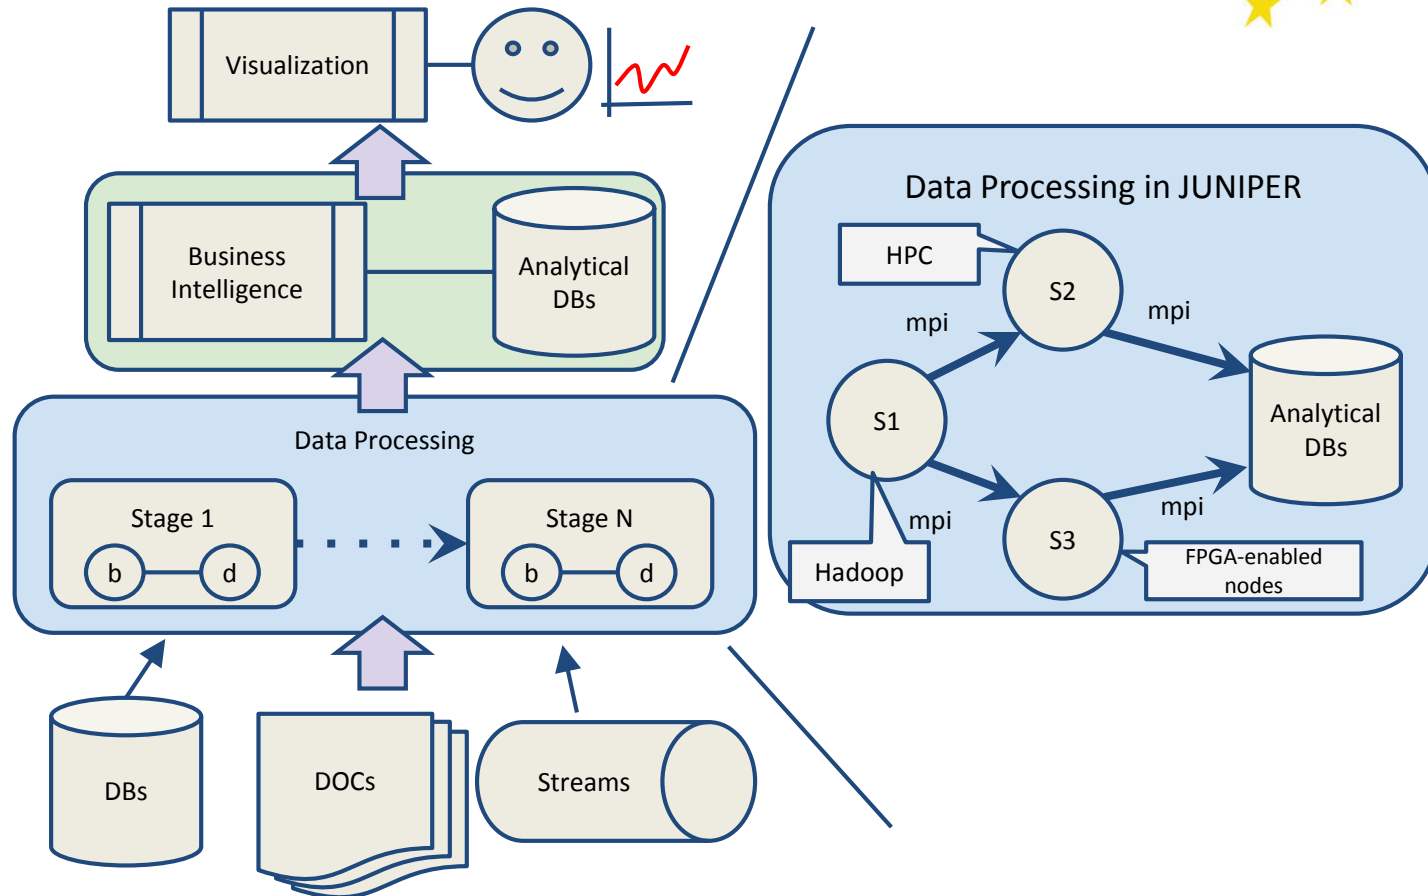 Visualization
Business
Intelligence
Analytical
DBs
Data Processing
Stage 1
b
d
Stage N
b
d
DBs
DOCs
Streams
Data Processing in JUNIPER
HPC
S2
mpi
mpi
S1
Analytical
DBs
mpi
mpi
S3
Hadoop
FPGA-enabled
nodes